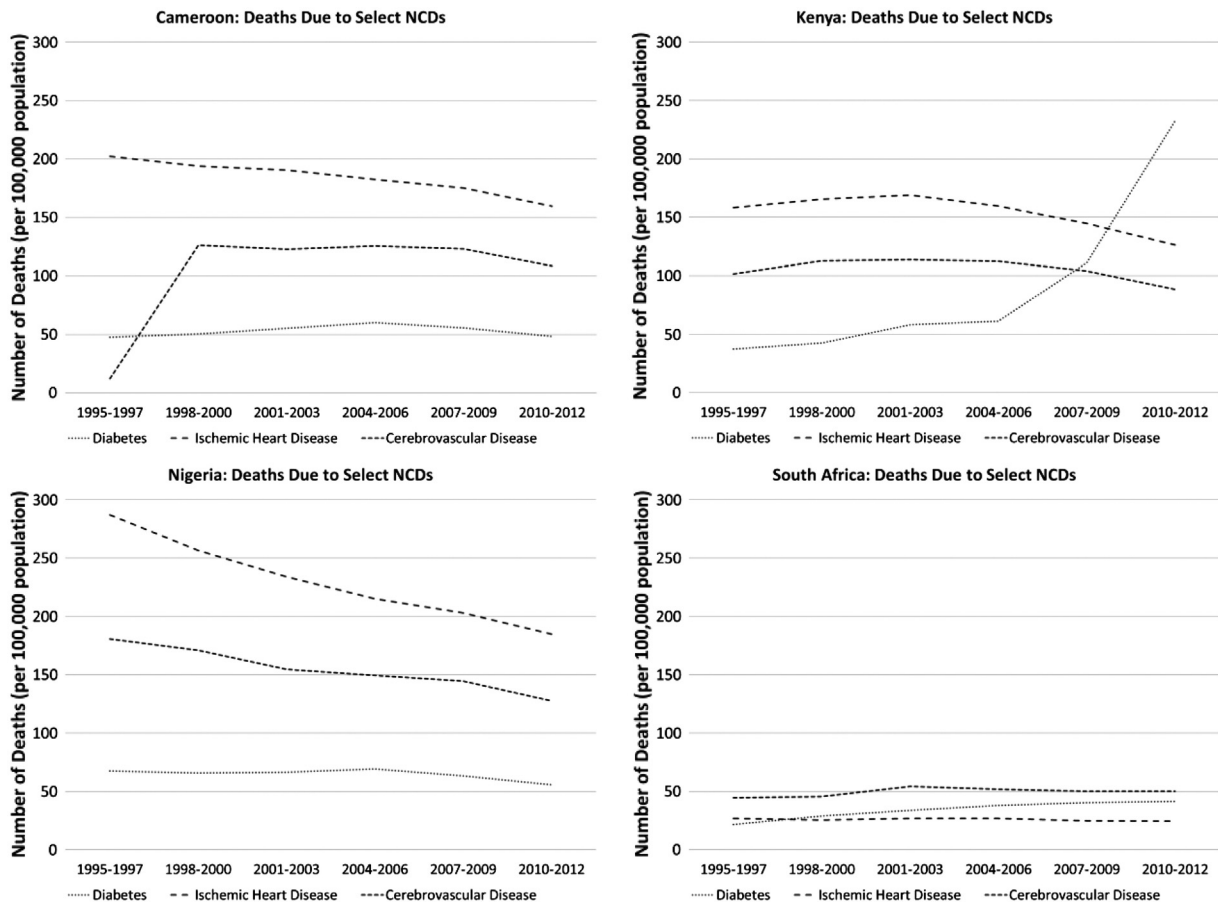 Cameroon: Deaths Due to Select NCDs
Number of Deaths (per 100,000 population)
300
250
200
150
100
50
0
1995-1997 1998-2000 2001-2003 2004-2006 2007-2009 2010-2012
Diabetes Ischemic Heart Disease Cerebrovascular Disease
Kenya: Deaths Due to Select NCDs
Number of Deaths (per 100,000 population)
300
250
200
150
100
50
0
1995-1997 1998-2000 2001-2003 2004-2006 2007-2009 2010-2012
Diabetes Ischemic Heart Disease Cerebrovascular Disease
Nigeria: Deaths Due to Select NCDs
Number of Deaths (per 100,000 population)
300
250
200
150
100
50
0
1995-1997 1998-2000 2001-2003 2004-2006 2007-2009 2010-2012
Diabetes Ischemic Heart Disease Cerebrovascular Disease
South Africa: Deaths Due to Select NCDs
Number of Deaths (per 100,000 population)
300
250
200
150
100
50
0
1995-1997 1998-2000 2001-2003 2004-2006 2007-2009 2010-2012
Diabetes Ischemic Heart Disease Cerebrovascular Disease